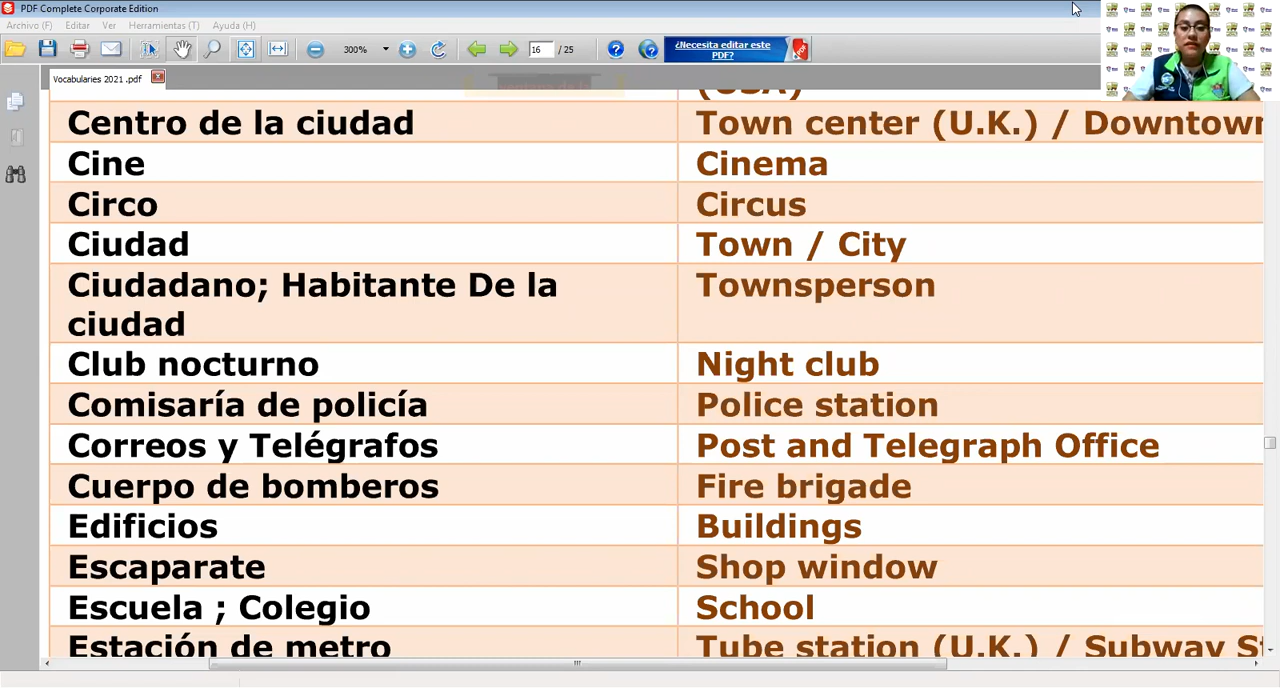 PDF Complete Corporate Edition
Archivo (F) Editar Ver Herramientas (T) Ayuda (H)
300% 16 / 25 ¿Necesita editar este PDF?
Vocabularies 2021 .pdf
(USA)
Centro de la ciudad Town center (U.K.) / Downtown
Cine Cinema
Circo Circus
Ciudad Town / City
Ciudadano; Habitante De la Townsperson
ciudad
Club nocturno Night club
Comisaría de policía Police station
Correos y Telégrafos Post and Telegraph Office
Cuerpo de bomberos Fire brigade
Edificios Buildings
Escaparate Shop window
Escuela ; Colegio School
Estación de metro Tube station (U.K.) / Subway St